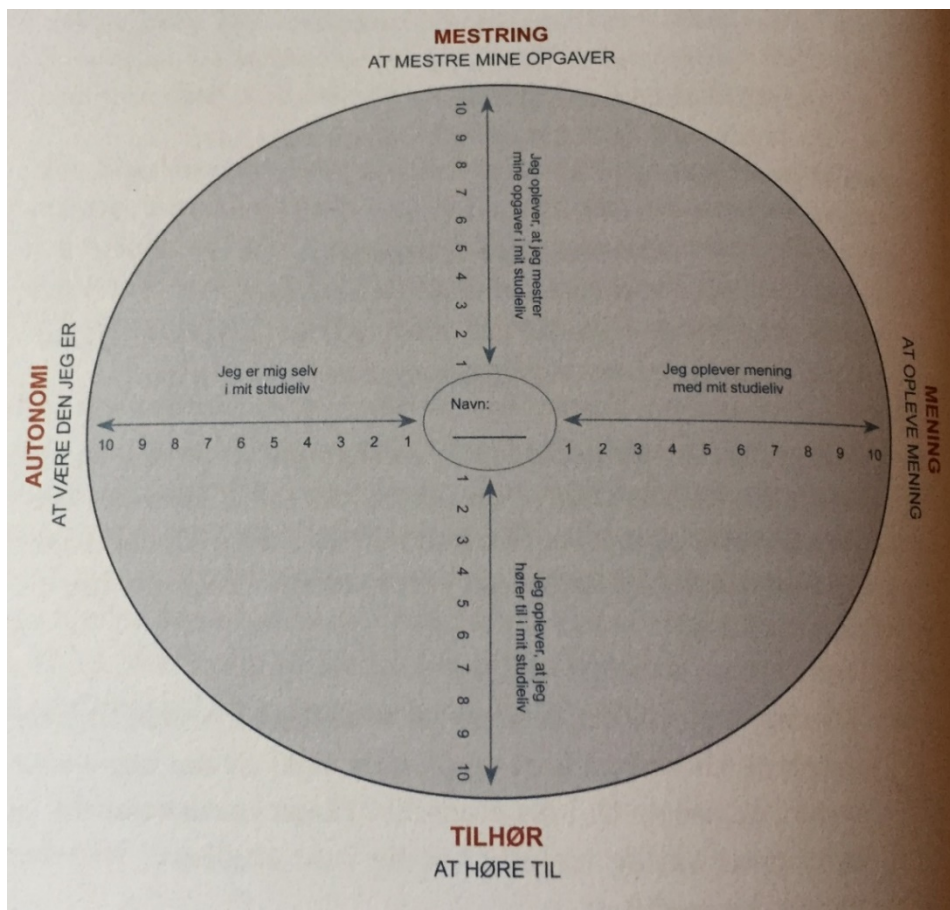 MESTRING
AT MESTRE MINE OPGAVER
10 9 8 7 6 5 4 3 2 1
Jeg oplever, at jeg mestrer
mine opgaver i mit studieliv
AUTONOMI
AT VÆRE DEN JEG ER
Jeg er mig selv
i mit studieliv
10 9 8 7 6 5 4 3 2 1
Navn:
Jeg oplever mening
med mit studieliv
1 2 3 4 5 6 7 8 9 10
MENING
AT OPLEVE MENING
1 2 3 4 5 6 7 8 9 10
Jeg oplever, at jeg
hører til i mit studieliv
TILHØR
AT HØRE TIL